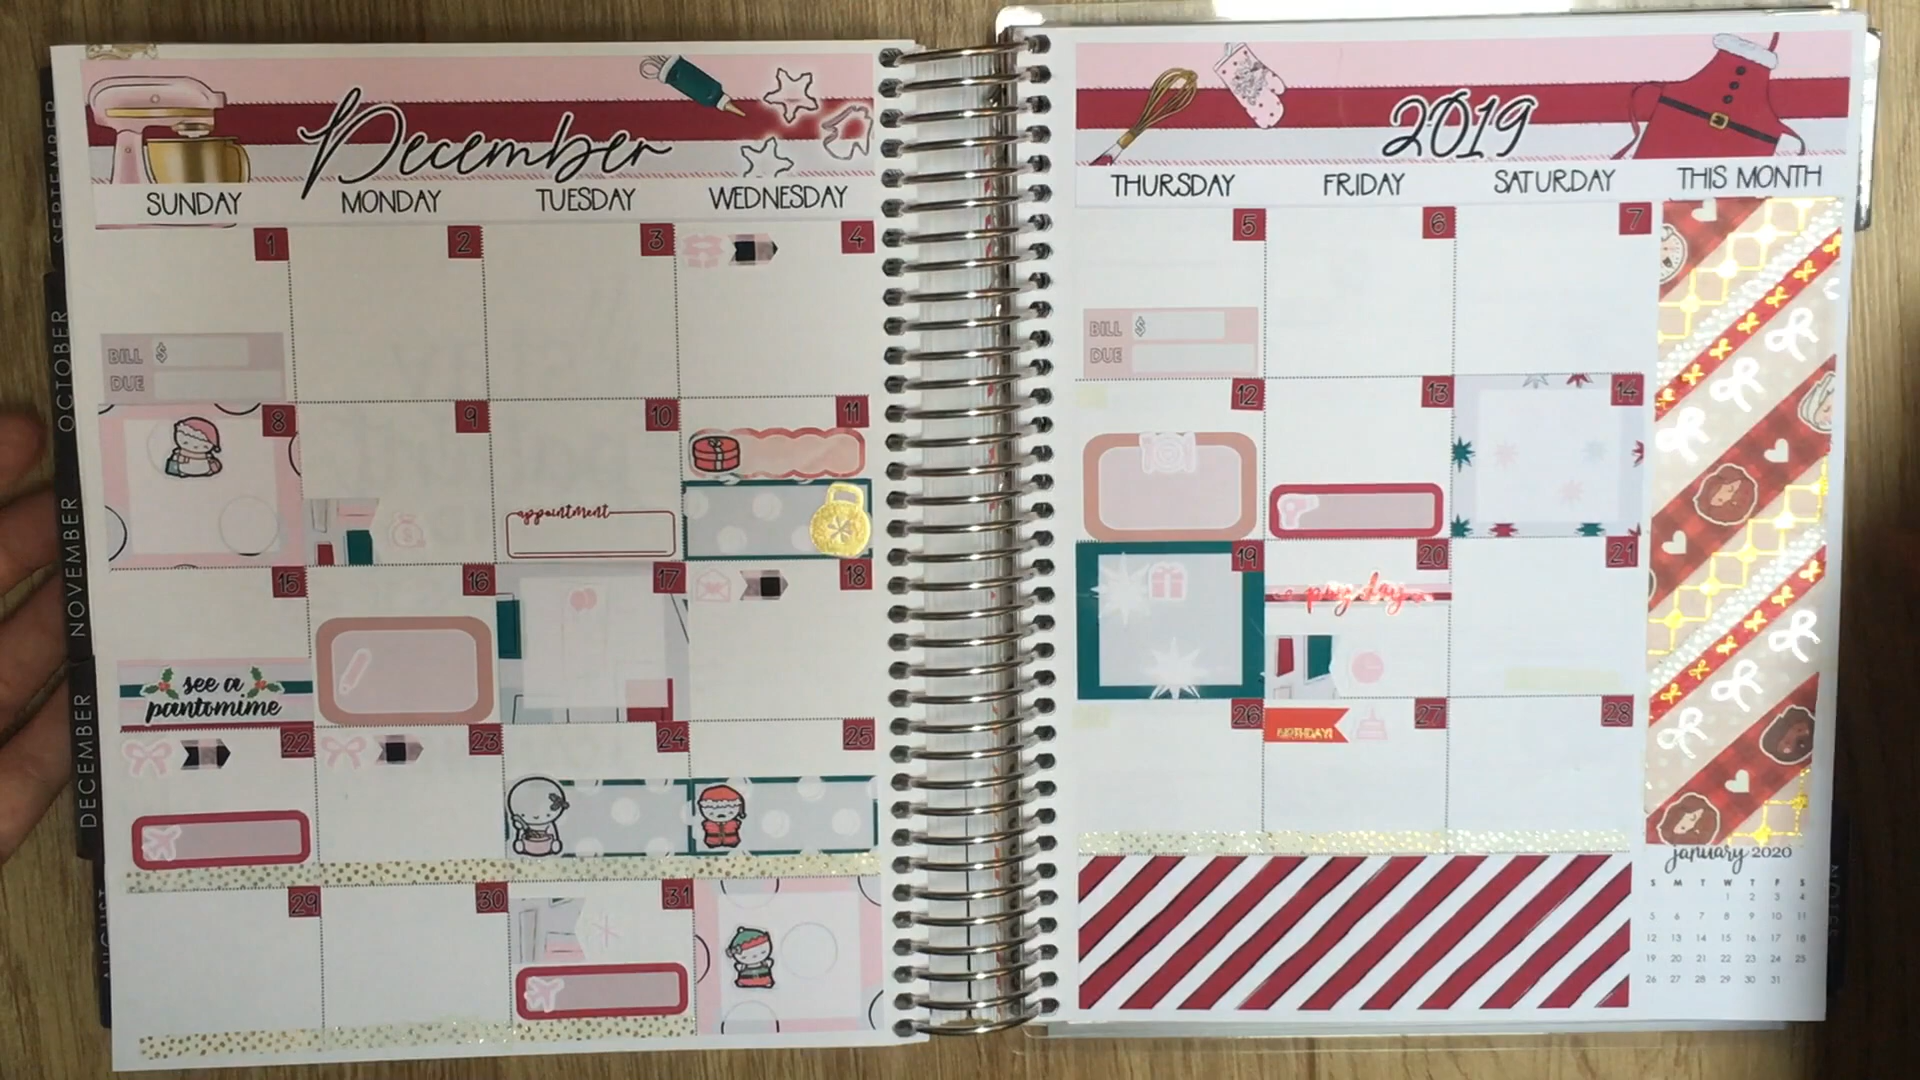 December
2019
SUNDAY MONDAY TUESDAY WEDNESDAY
THURSDAY FRIDAY SATURDAY THIS MONTH
1 2 3 4
5 6 7
BILL $
DUE
BILL $
DUE
8 9 10 11
12 13 14
appointment
15 16 17 18
19 20 21
pay day
see a
pantomime
22 23 24 25
26 27 28
BIRTHDAY!
29 30 31
january 2020
S M T W T F S
1 2 3 4
5 6 7 8 9 10 11
12 13 14 15 16 17 18
19 20 21 22 23 24 25
26 27 28 29 30 31
SEPTEMBER
OCTOBER
NOVEMBER
DECEMBER
AUGUST